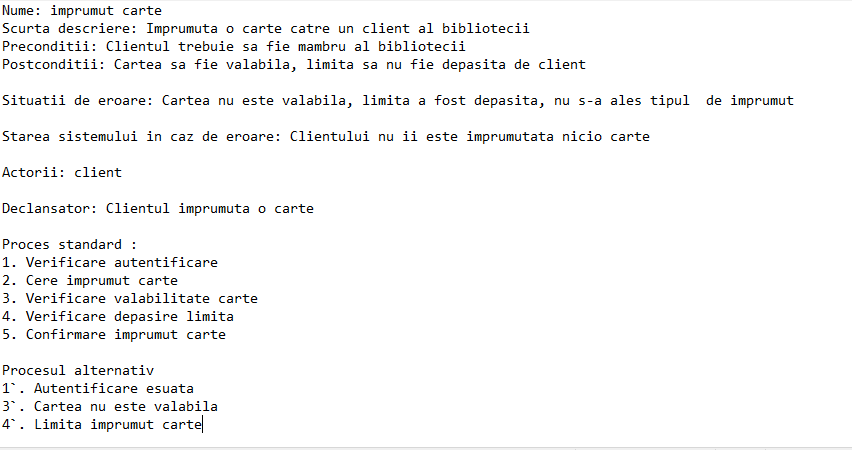 Nume: imprumut carte
Scurta descriere: Imprumuta o carte catre un client al bibliotecii
Preconditii: Clientul trebuie sa fie mambru al bibliotecii
Postconditii: Cartea sa fie valabila, limita sa nu fie depasita de client
Situatii de eroare: Cartea nu este valabila, limita a fost depasita, nu s-a ales tipul  de imprumut
Starea sistemului in caz de eroare: Clientului nu ii este imprumutata nicio carte
Actorii: client
Declansator: Clientul imprumuta o carte
Proces standard :
1. Verificare autentificare
2. Cere imprumut carte
3. Verificare valabilitate carte
4. Verificare depasire limita
5. Confirmare imprumut carte
Procesul alternativ
1`. Autentificare esuata
3`. Cartea nu este valabila
4`. Limita imprumut carte